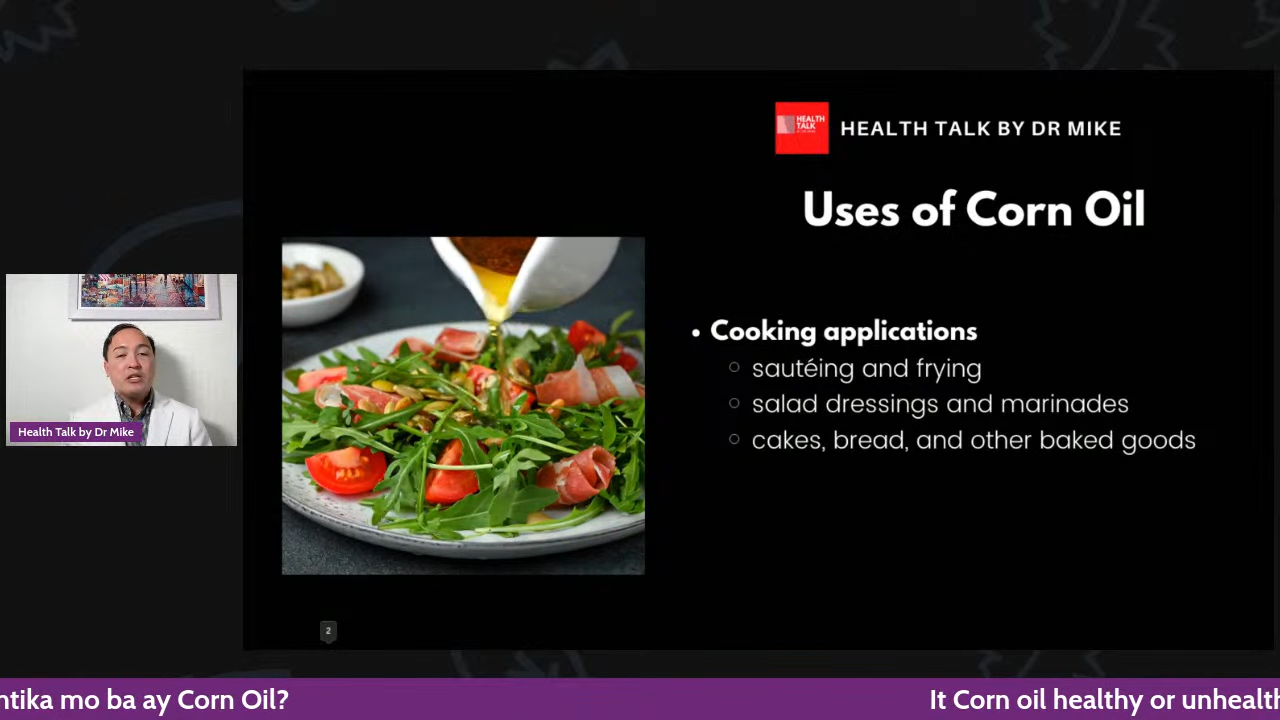 HEALTH
TALK
HEALTH TALK BY DR MIKE
Uses of Corn Oil
• Cooking applications
sautéing and frying
salad dressings and marinades
cakes, bread, and other baked goods
Health Talk by Dr Mike
2
ntika mo ba ay Corn Oil?
It Corn oil healthy or unhealth